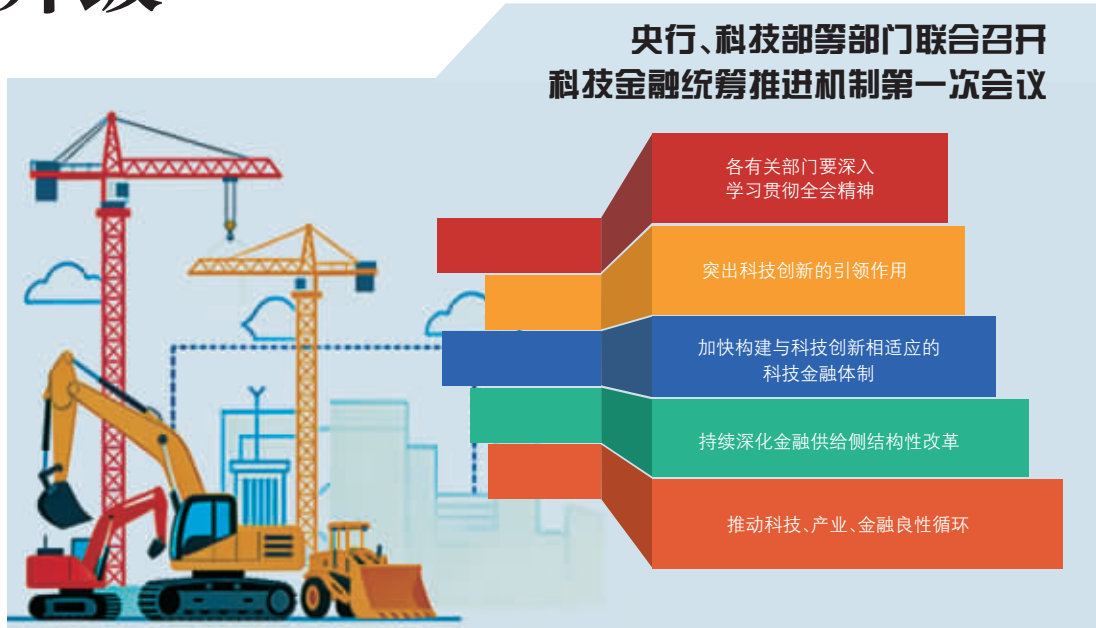 升级
央行、科技部等部门联合召开
科技金融统筹推进机制第一次会议
各有关部门要深入
学习贯彻全会精神
突出科技创新的引领作用
加快构建与科技创新相适应的
科技金融体制
持续深化金融供给侧结构性改革
推动科技、产业、金融良性循环